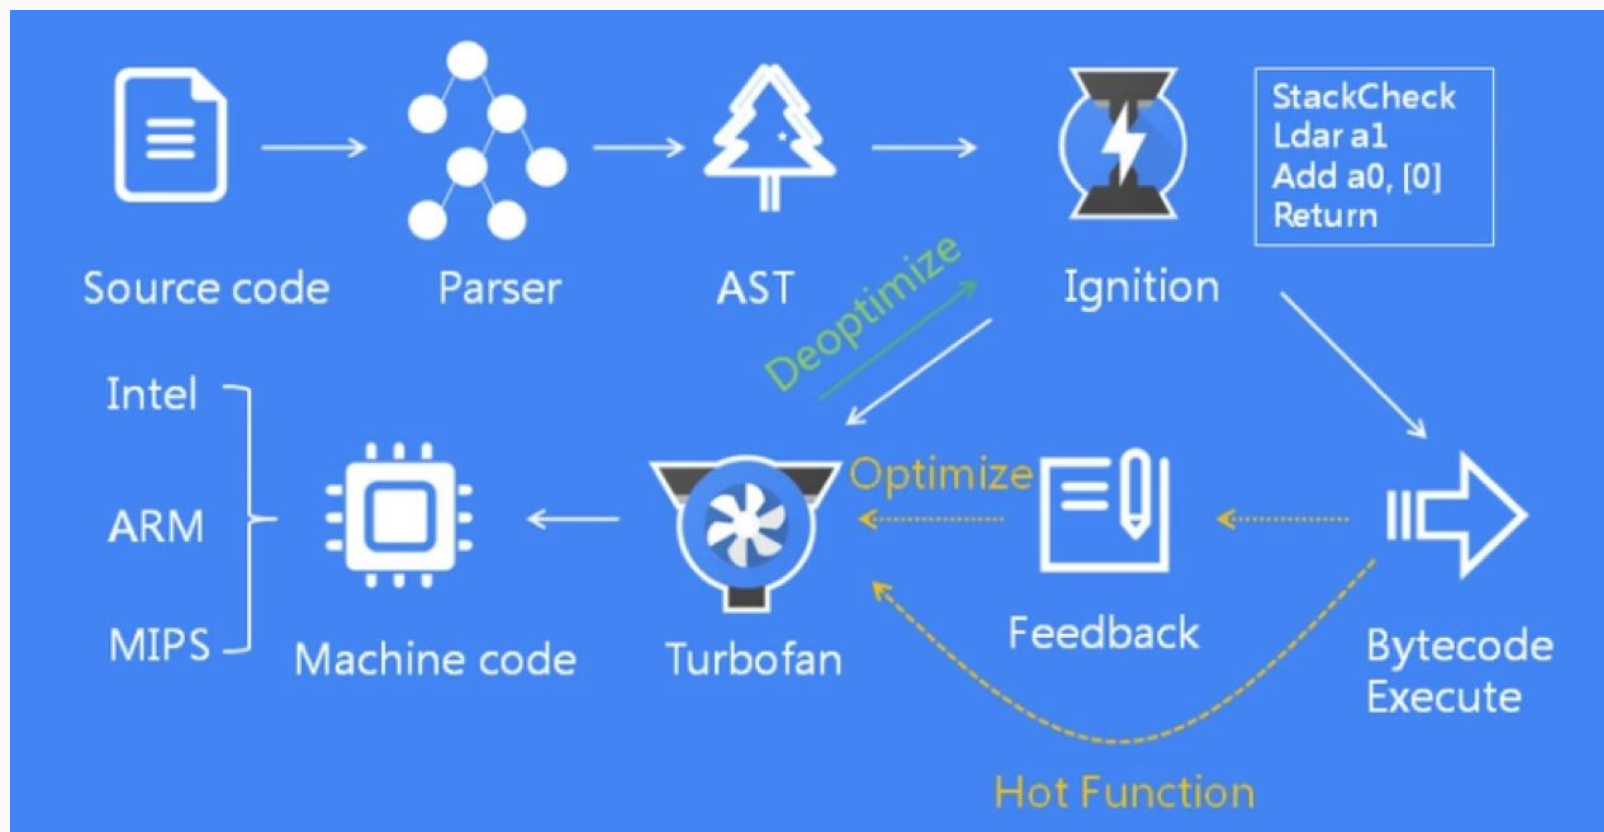 StackCheck
Ldar a1
Add a0, [0]
Return
Source code
Parser
AST
Deoptimize
Ignition
Intel
ARM
MIPS
Machine code
Turbofan
Optimize
Feedback
Bytecode
Execute
Hot Function